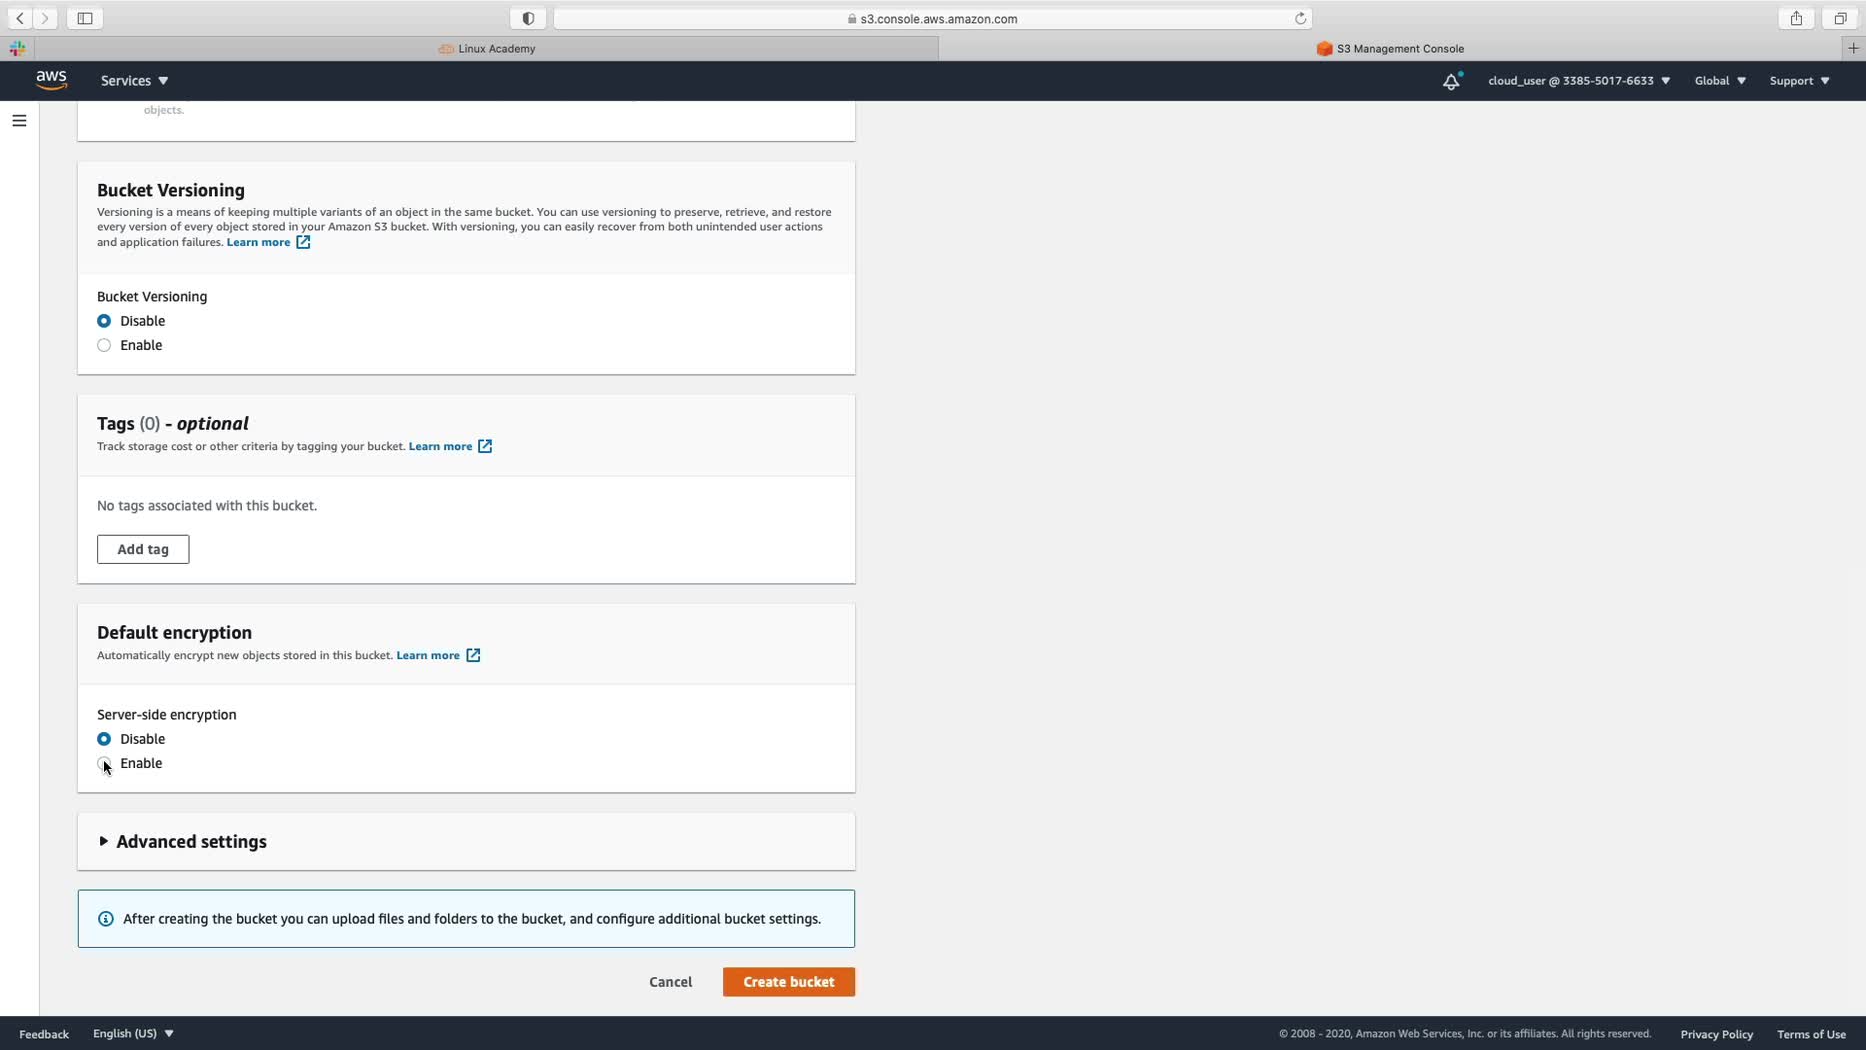 s3.console.aws.amazon.com
Linux Academy
S3 Management Console
aws
Services
cloud_user @ 3385-5017-6633
Global
Support
objects.
Bucket Versioning
Versioning is a means of keeping multiple variants of an object in the same bucket. You can use versioning to preserve, retrieve, and restore
every version of every object stored in your Amazon S3 bucket. With versioning, you can easily recover from both unintended user actions
and application failures. Learn more
Bucket Versioning
Disable
Enable
Tags (0) - optional
Track storage cost or other criteria by tagging your bucket. Learn more
No tags associated with this bucket.
Add tag
Default encryption
Automatically encrypt new objects stored in this bucket. Learn more
Server-side encryption
Disable
Enable
Advanced settings
After creating the bucket you can upload files and folders to the bucket, and configure additional bucket settings.
Cancel
Create bucket
Feedback
English (US)
© 2008 - 2020, Amazon Web Services, Inc. or its affiliates. All rights reserved.
Privacy Policy
Terms of Use